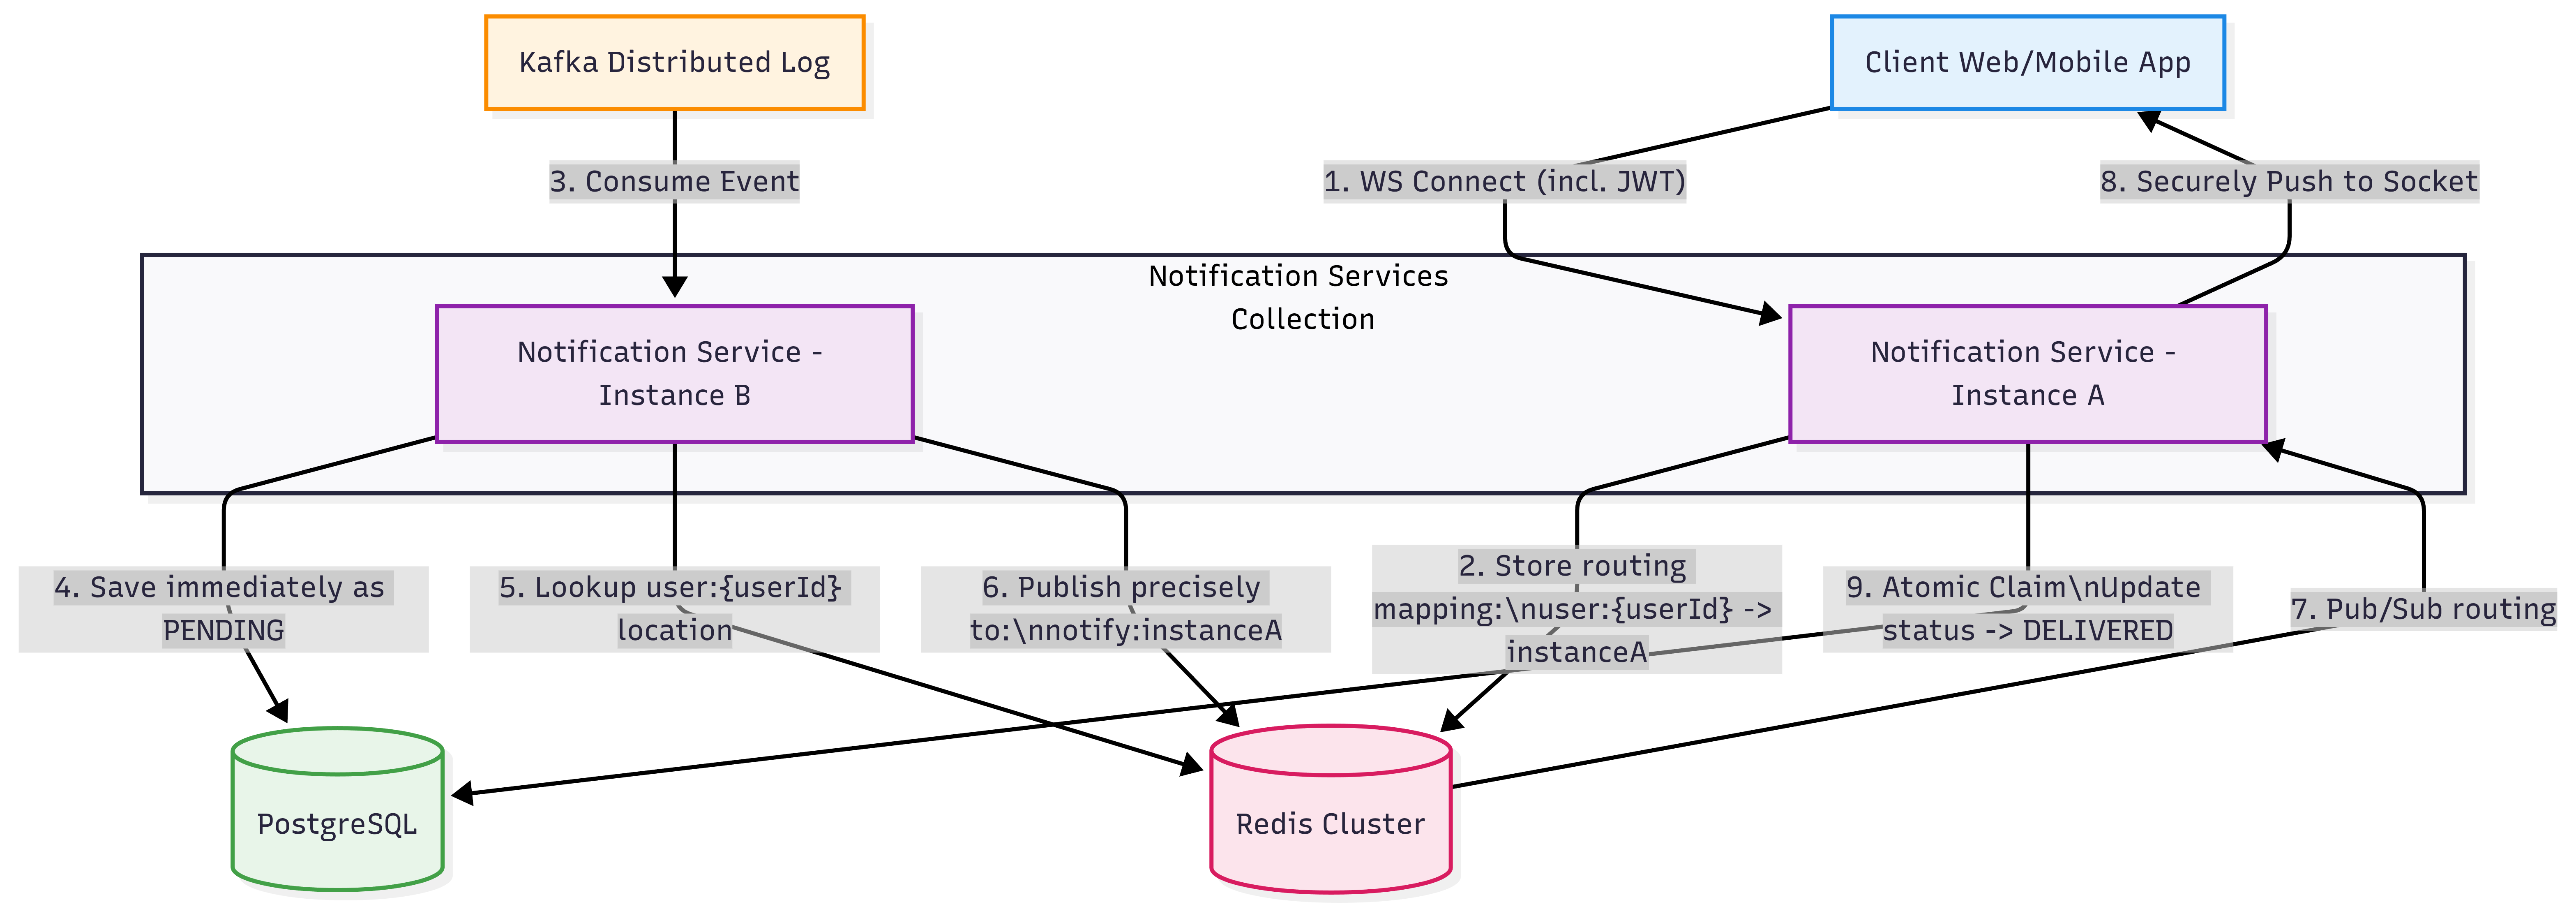 Kafka Distributed Log
Client Web/Mobile App
3. Consume Event
1. WS Connect (incl. JWT)
8. Securely Push to Socket
Notification Services
Collection
Notification Service -
Instance B
Notification Service -
Instance A
4. Save immediately as
PENDING
5. Lookup user:{userId}
location
6. Publish precisely
to:\nnotify:instanceA
2. Store routing
mapping:\nuser:{userId} ->
instanceA
9. Atomic Claim\nUpdate
status -> DELIVERED
7. Pub/Sub routing
PostgreSQL
Redis Cluster